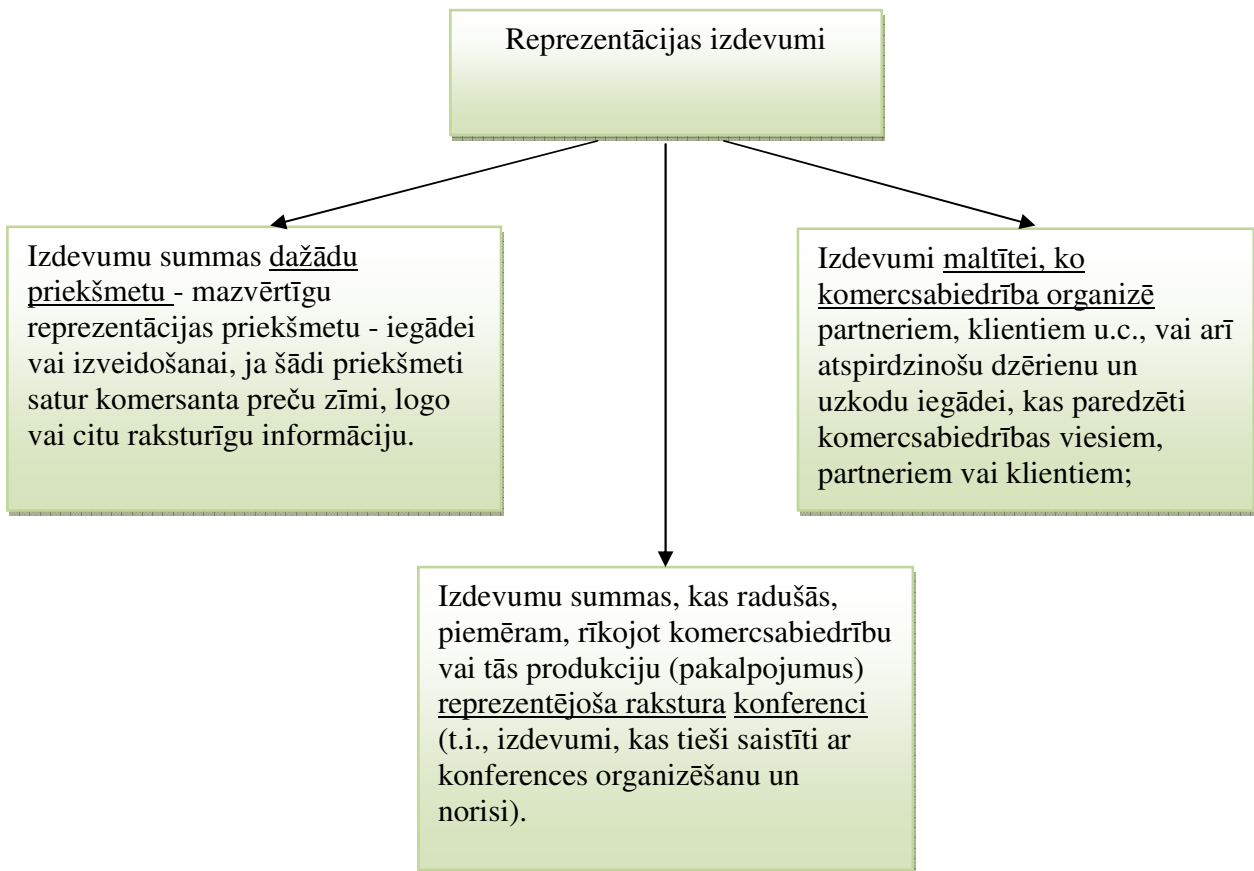 Reprezentācijas izdevumi
Izdevumu summas dažādu
priekšmetu - mazvērtīgu
reprezentācijas priekšmetu - iegādei
vai izveidošanai, ja šādi priekšmeti
satur komersanta preču zīmi, logo
vai citu raksturīgu informāciju.
Izdevumi maltītei, ko
komercsabiedrība organizē
partneriem, klientiem u.c., vai arī
atspirdzinošu dzērienu un
uzkodu iegādei, kas paredzēti
komercsabiedrības viesiem,
partneriem vai klientiem;
Izdevumu summas, kas radušās,
piemēram, rīkojot komercsabiedrību
vai tās produkciju (pakalpojumus)
reprezentējoša rakstura konferenci
(t.i., izdevumi, kas tieši saistīti ar
konferences organizēšanu un
norisi).